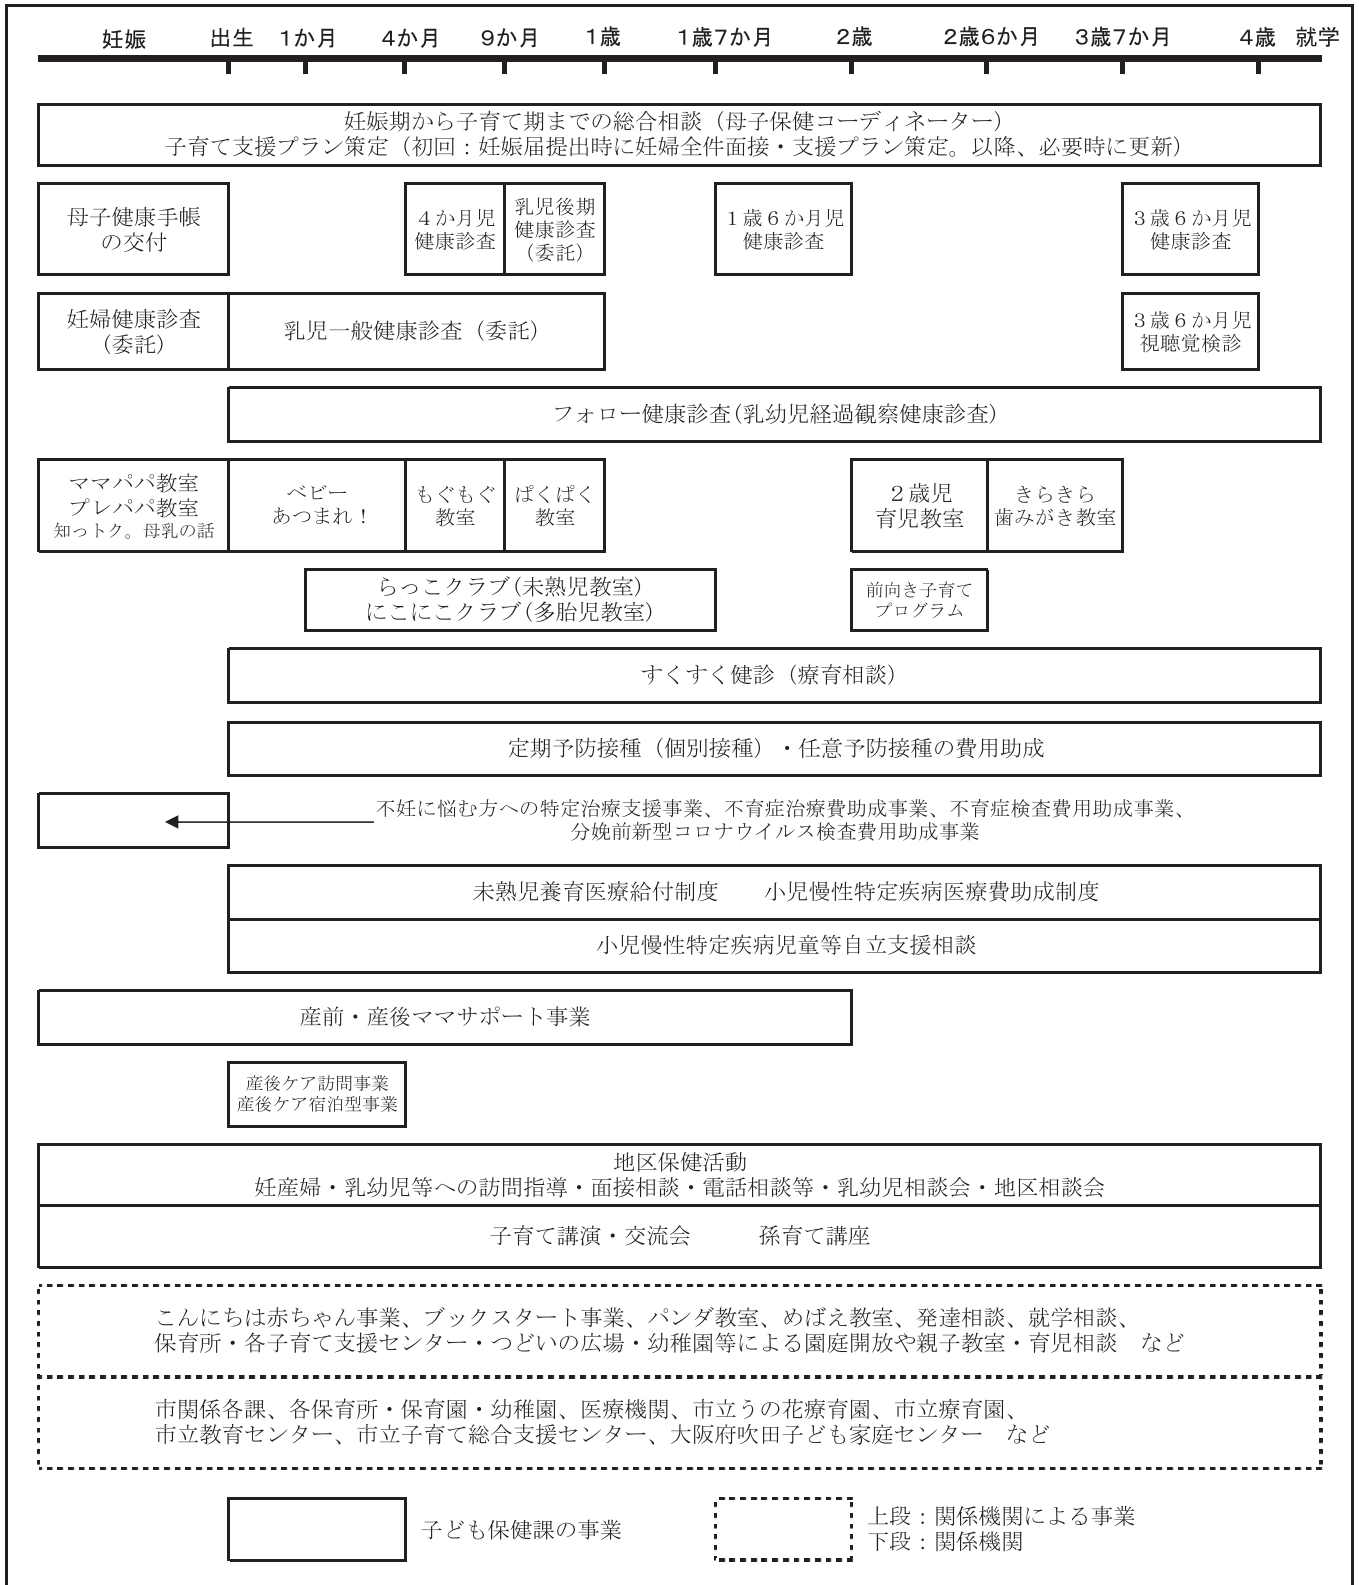 妊娠 出生 1か月 4か月 9か月 1歳 1歳7か月 2歳 2歳6か月 3歳7か月 4歳 就学
妊娠期から子育て期までの総合相談（母子保健コーディネーター）
子育て支援プラン策定（初回：妊娠届提出時に妊婦全件面接・支援プラン策定。以降、必要時に更新）
母子健康手帳
の交付
４か月児
健康診査
乳児後期
健康診査
（委託）
１歳６か月児
健康診査
３歳６か月児
健康診査
妊婦健康診査
（委託）
乳児一般健康診査（委託）
３歳６か月児
視聴覚検診
フォロー健康診査(乳幼児経過観察健康診査)
ママパパ教室
プレパパ教室
知っトク。母乳の話
ベビー
あつまれ！
もぐもぐ
教室
ぱくぱく
教室
２歳児
育児教室
きらきら
歯みがき教室
らっこクラブ(未熟児教室)
にこにこクラブ(多胎児教室)
前向き子育て
プログラム
すくすく健診（療育相談）
定期予防接種（個別接種）・任意予防接種の費用助成
不妊に悩む方への特定治療支援事業、不育症治療費助成事業、不育症検査費用助成事業、
分娩前新型コロナウイルス検査費用助成事業
未熟児養育医療給付制度　　小児慢性特定疾病医療費助成制度
小児慢性特定疾病児童等自立支援相談
産前・産後ママサポート事業
産後ケア訪問事業
産後ケア宿泊型事業
地区保健活動
妊産婦・乳幼児等への訪問指導・面接相談・電話相談等・乳幼児相談会・地区相談会
子育て講演・交流会　　　孫育て講座
こんにちは赤ちゃん事業、ブックスタート事業、パンダ教室、めばえ教室、発達相談、就学相談、
保育所・各子育て支援センター・つどいの広場・幼稚園等による園庭開放や親子教室・育児相談　など
市関係各課、各保育所・保育園・幼稚園、医療機関、市立うの花療育園、市立療育園、
市立教育センター、市立子育て総合支援センター、大阪府吹田子ども家庭センター　など
子ども保健課の事業
上段：関係機関による事業
下段：関係機関